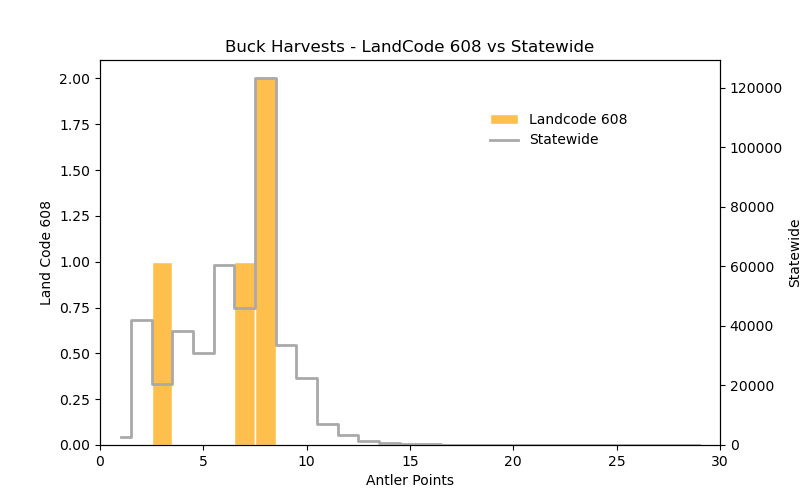 Buck Harvests - LandCode 608 vs Statewide
2.00
1.75
1.50
1.25
1.00
0.75
0.50
0.25
0.00
Land Code 608
Landcode 608
Statewide
120000
100000
80000
60000
40000
20000
0
Statewide
0 5 10 15 20 25 30
Antler Points